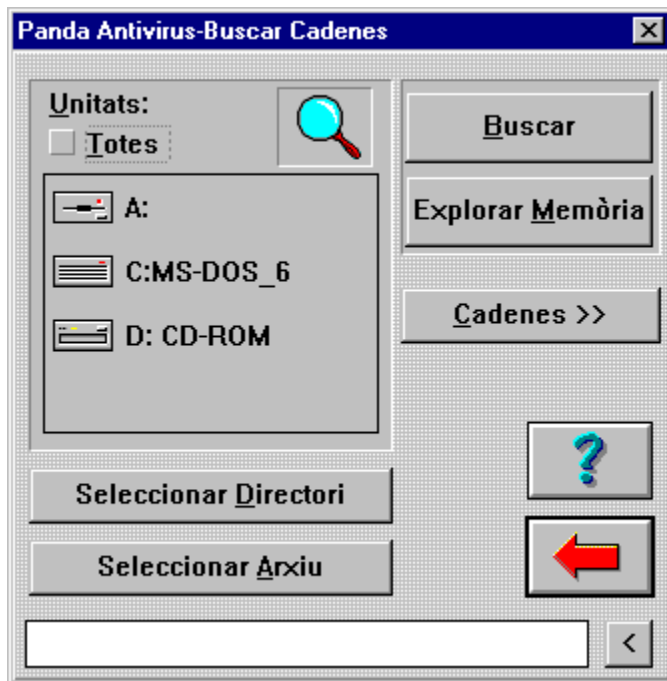 Panda Antivirus-Buscar Cadenes
Unitats:
Totes
A:
C:MS-DOS_6
D: CD-ROM
Buscar
Explorar Memòria
Cadenes >>
Seleccionar Directori
Seleccionar Arxiu
?
<